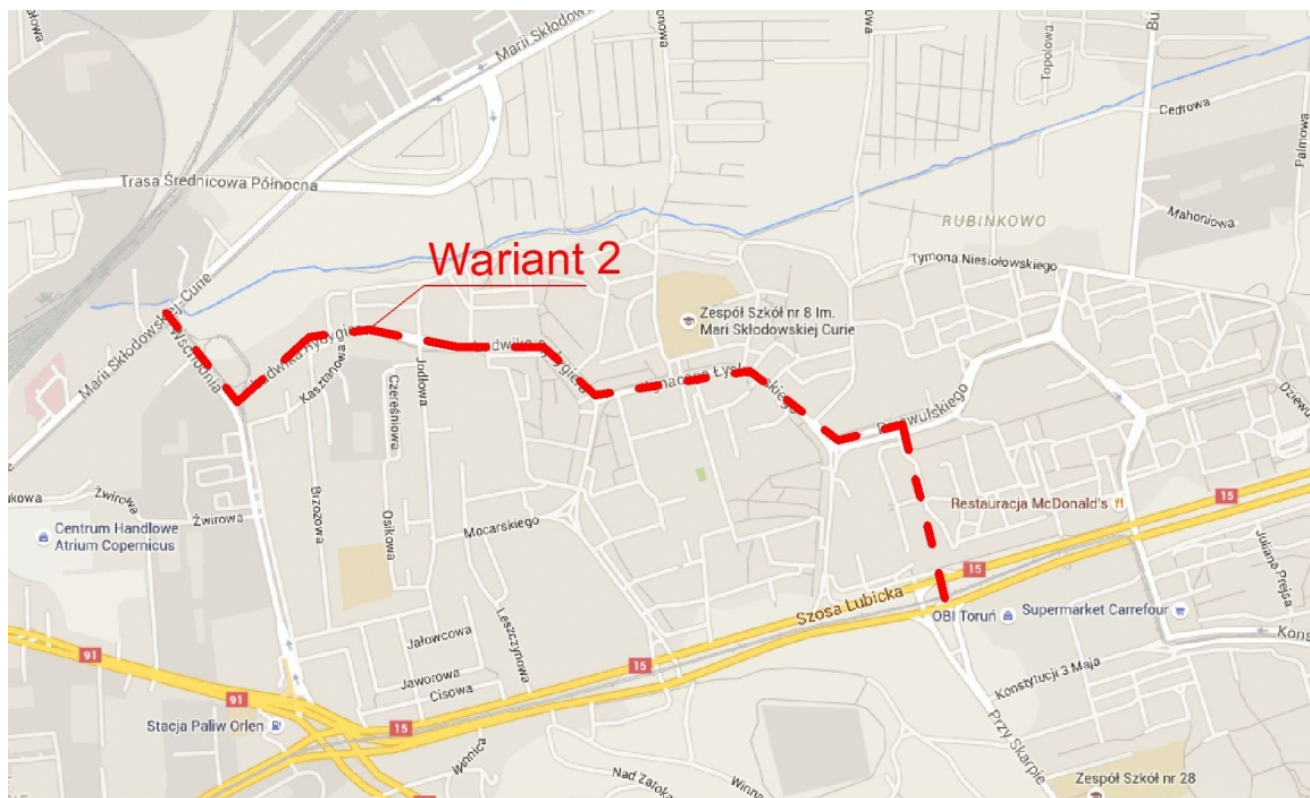 Marii Skłodowskiej
Topolowa
Cedrowa
Palmowa
Trasa Średnicowa Północna
Mahoniowa
RUBINKOWO
Wariant 2
Tymona Niesiołowskiego
Marii Skłodowskiej-Curie
Wschodnia
Zespół Szkół nr 8 Im.
Mari Skłodowskiej Curie
Kasztanowa
Jodłowa
Czereśniowa
Żwirowa
Żwirowa
Centrum Handlowe
Atrium Copernicus
Brzozowa
Osikowa
Mocarskiego
Restauracja McDonald's
15
15
Juliana Prejsa
Szosa Lubicka
OBI Toruń
Supermarket Carrefour
Jałowcowa
Leszczynowa
91
15
Konstytucji 3 Maja
Jaworowa
Cisowa
91
15
Stacja Paliw Orlen
Przy Skarpie
Winnica
Nad Zatoką
Winna
Zespół Szkół nr 28